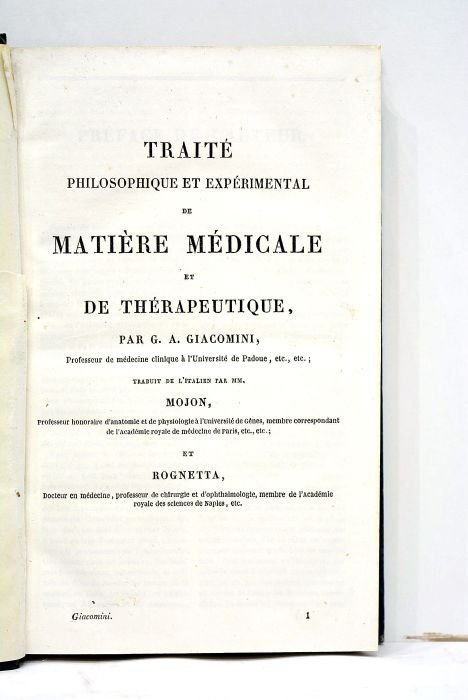 TRAITÉ
PHILOSOPHIQUE ET EXPÉRIMENTAL
DE
MATIÈRE MÉDICALE
ET
DE THÉRAPEUTIQUE,
PAR G. A. GIACOMINI,
Professeur de médecine clinique à l'Université de Padoue, etc., etc.;
TRADUIT DE L'ITALIEN PAR MM.
MOJON,
Professeur honoraire d'anatomie et de physiologie à l'Université de Gênes, membre correspondant
de l'Académie royale de médecine de Paris, etc., etc.;
ET
ROGNETTA,
Docteur en médecine, professeur de chirurgie et d'ophthalmologie, membre de l'Académie
royale des sciences de Naples, etc.
Giacomini. 1